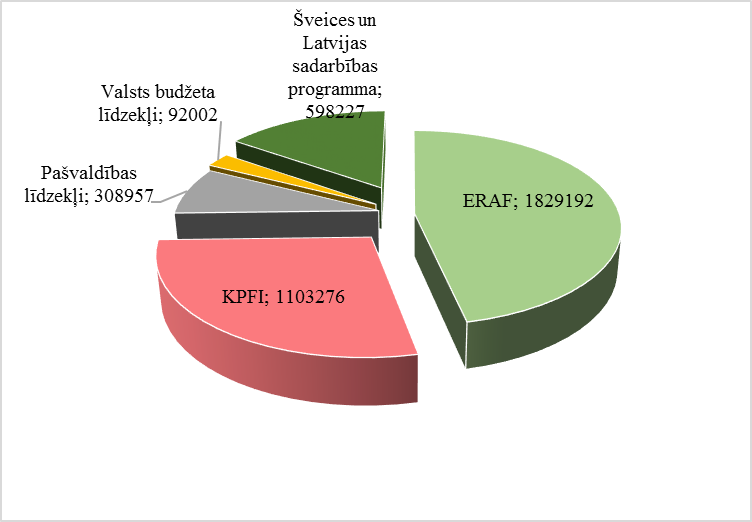 Šveices un
Latvijas
sadarbības
programma;
598227
Valsts budžeta
līdzekļi; 92002
Pašvaldības
līdzekļi; 308957
ERAF; 1829192
KPFI; 1103276